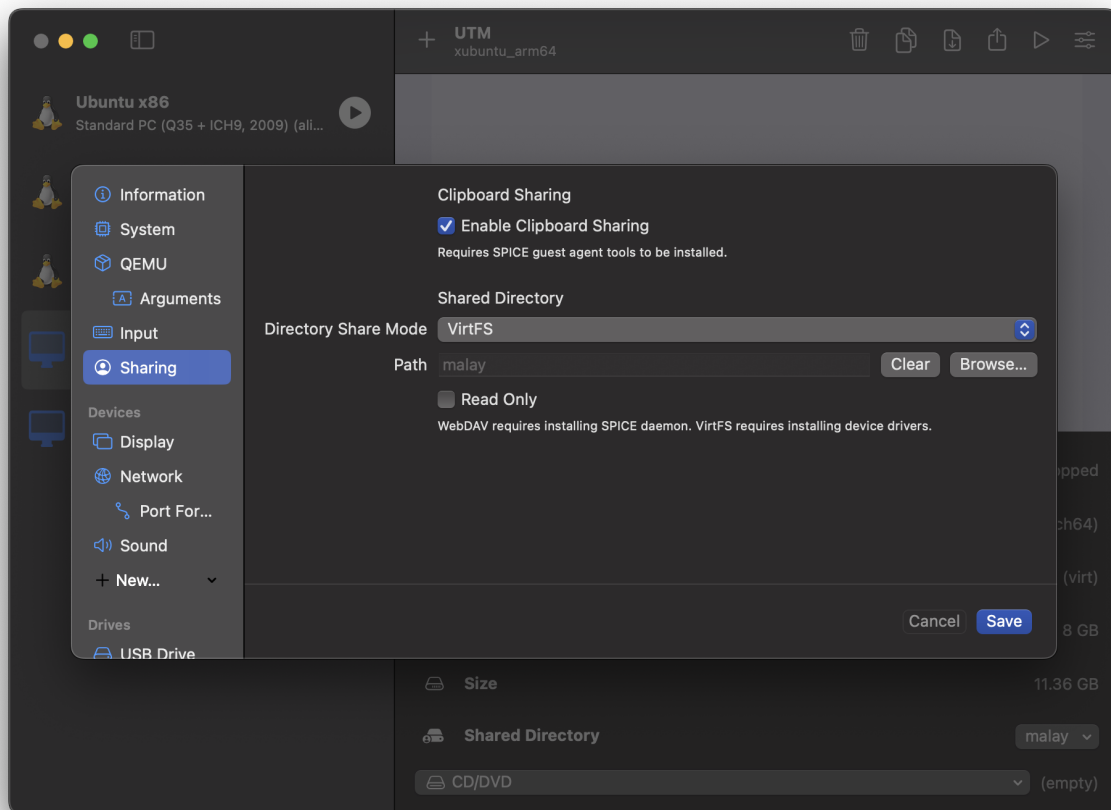 UTM
xubuntu_arm64
Ubuntu x86
Standard PC (Q35 + ICH9, 2009) (ali...
Information
System
QEMU
A
Arguments
Input
Sharing
Devices
Display
Network
Port For...
Sound
New...
Drives
USB Drive
Clipboard Sharing
Enable Clipboard Sharing
Requires SPICE guest agent tools to be installed.
Shared Directory
Directory Share Mode VirtFS
Path malay Clear Browse...
Read Only
WebDAV requires installing SPICE daemon. VirtFS requires installing device drivers.
Cancel Save
opped
ch64)
(virt)
8 GB
Size 11.36 GB
Shared Directory malay
CD/DVD (empty)